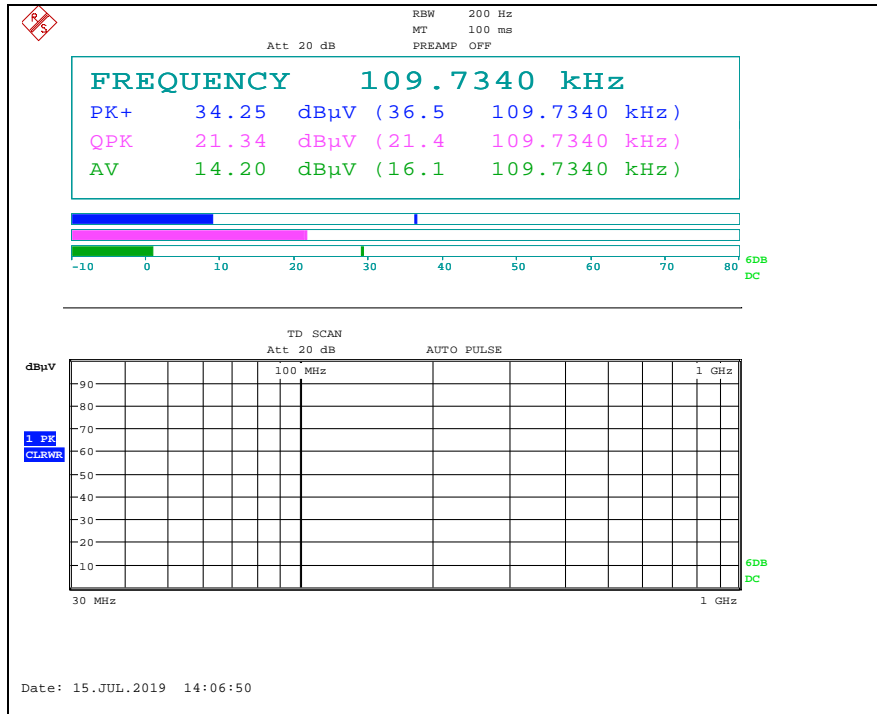 R S
RBW 200 Hz
MT 100 ms
Att 20 dB PREAMP OFF
FREQUENCY 109.7340 kHz
PK+ 34.25 dBµV (36.5 109.7340 kHz)
QPK 21.34 dBµV (21.4 109.7340 kHz)
AV 14.20 dBµV (16.1 109.7340 kHz)
-10 0 10 20 30 40 50 60 70 80
6DB
DC
TD SCAN
Att 20 dB AUTO PULSE
dBµV
100 MHz 1 GHz
90
80
70
1 PK
CLRWR
60
50
40
30
20
10
6DB
DC
30 MHz 1 GHz
Date: 15.JUL.2019 14:06:50